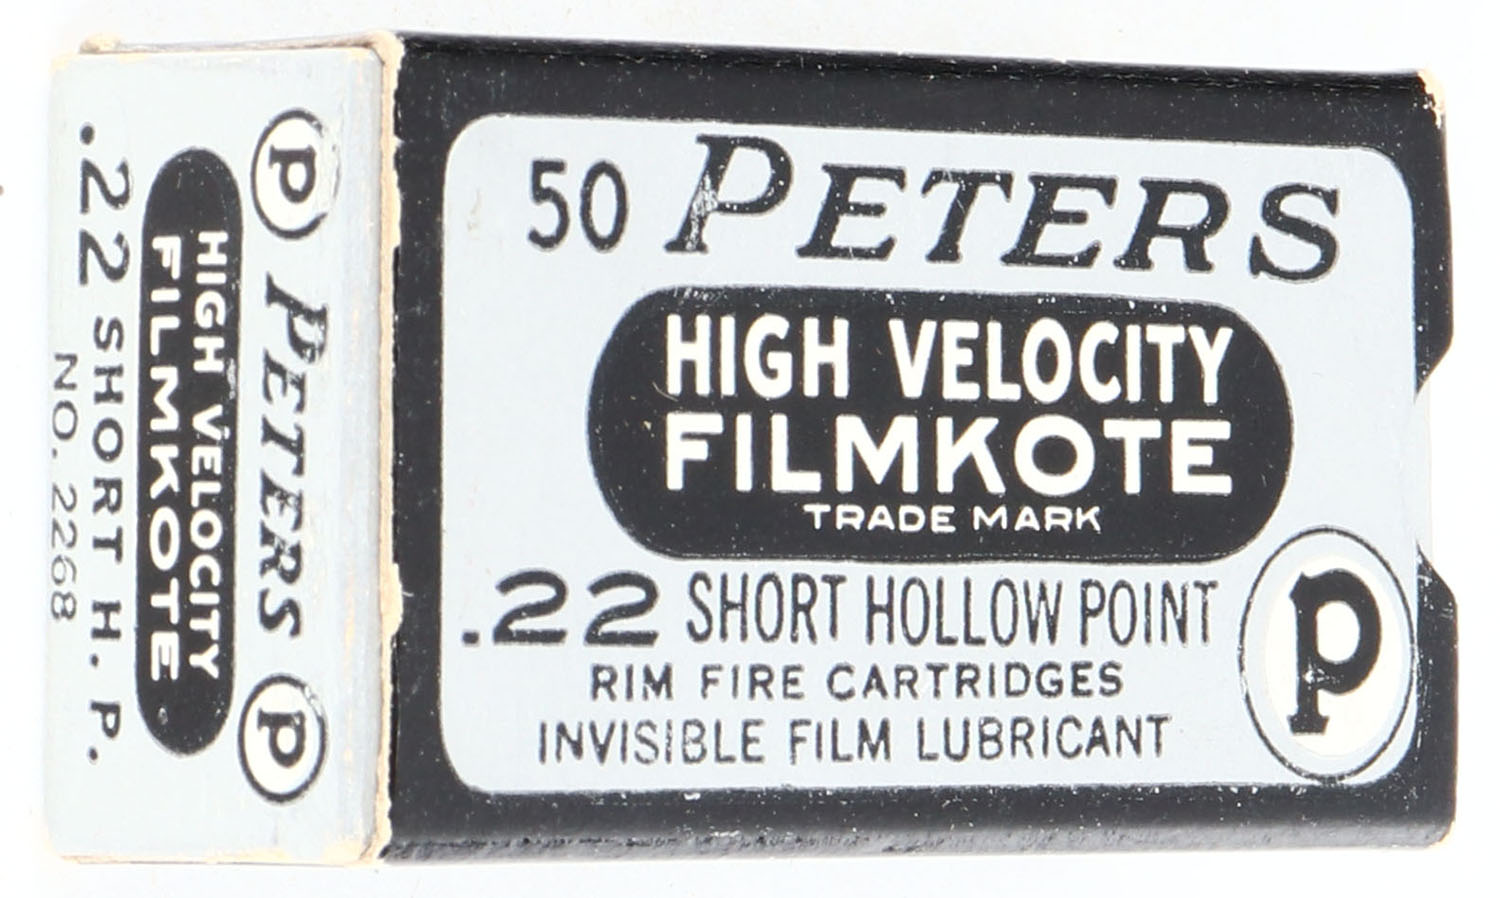 50 PETERS
HIGH VELOCITY
FILMKOTE
TRADE MARK
.22 SHORT HOLLOW POINT
RIM FIRE CARTRIDGES
INVISIBLE FILM LUBRICANT
P
P PETERS P
HIGH VELOCITY
FILMKOTE
.22 SHORT H. P.
NO. 2268